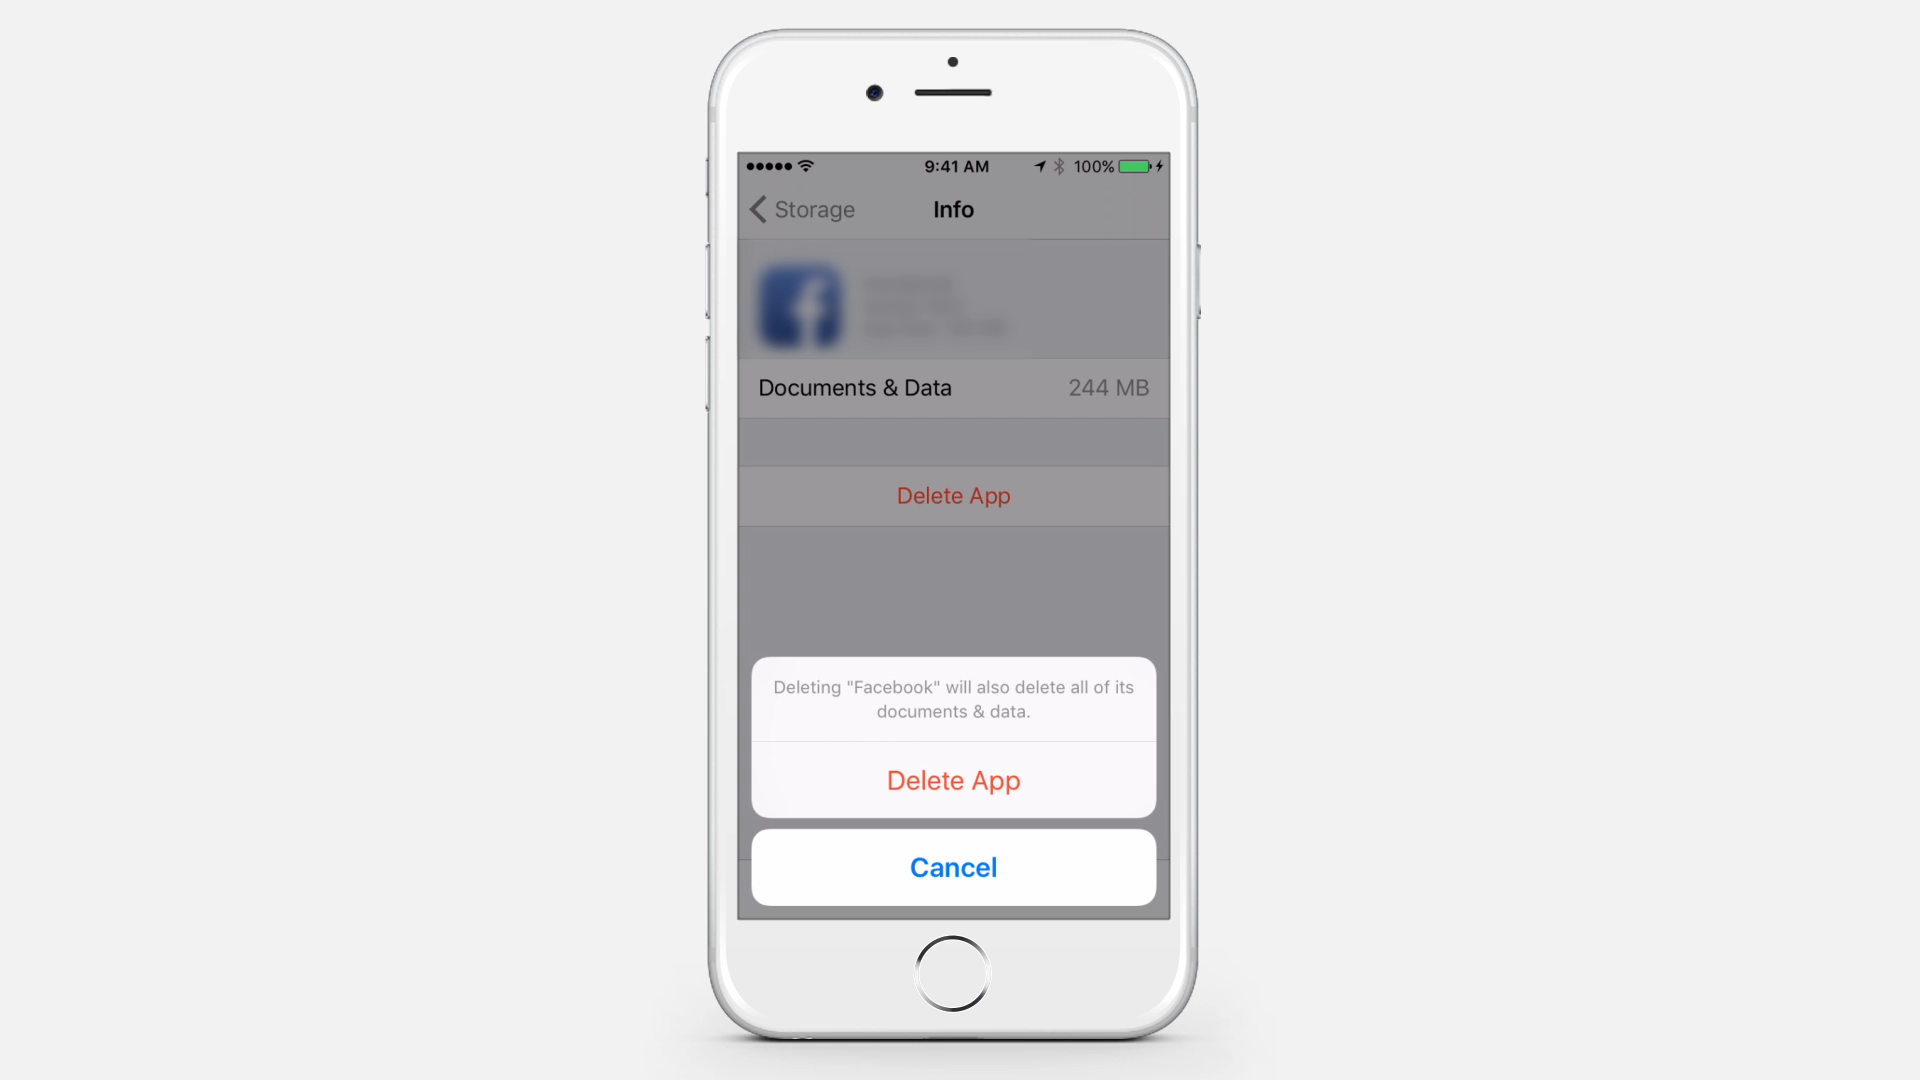 9:41 AM 100%
Storage Info
Documents & Data 244 MB
Delete App
Deleting "Facebook" will also delete all of its
documents & data.
Delete App
Cancel